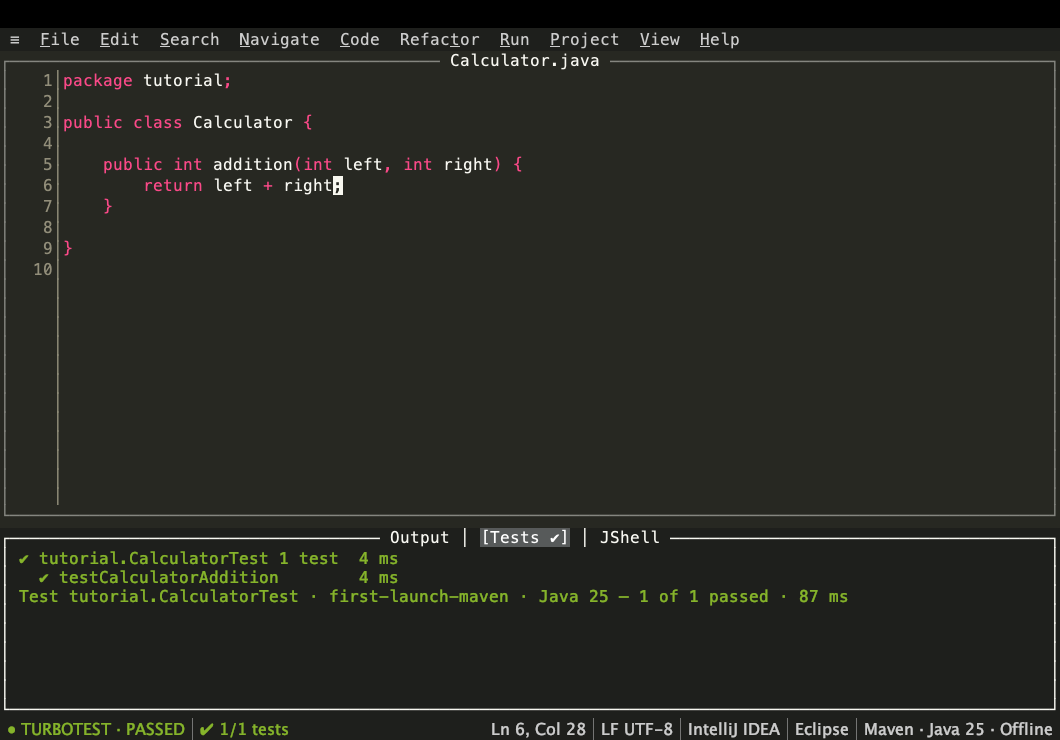 ≡ File Edit Search Navigate Code Refactor Run Project View Help
Calculator.java
1 package tutorial;
2
3 public class Calculator {
4
5     public int addition(int left, int right) {
6         return left + right;
7     }
8
9 }
10
Output | [Tests ✔] | JShell
✔ tutorial.CalculatorTest 1 test  4 ms
  ✔ testCalculatorAddition        4 ms
Test tutorial.CalculatorTest · first-launch-maven · Java 25 — 1 of 1 passed · 87 ms
● TURBOTEST · PASSED | ✔ 1/1 tests Ln 6, Col 28 | LF UTF-8 | IntelliJ IDEA | Eclipse | Maven · Java 25 · Offline